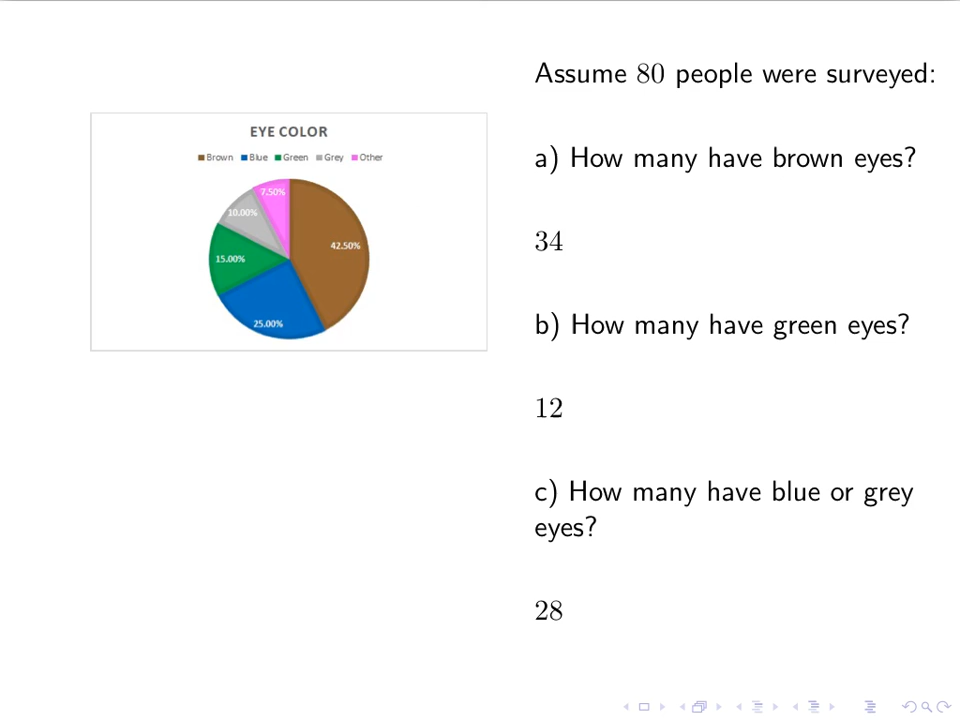 EYE COLOR
Brown Blue Green Grey Other
7.50%
10.00%
42.50%
15.00%
25.00%
Assume 80 people were surveyed:
a) How many have brown eyes?
34
b) How many have green eyes?
12
c) How many have blue or grey
eyes?
28